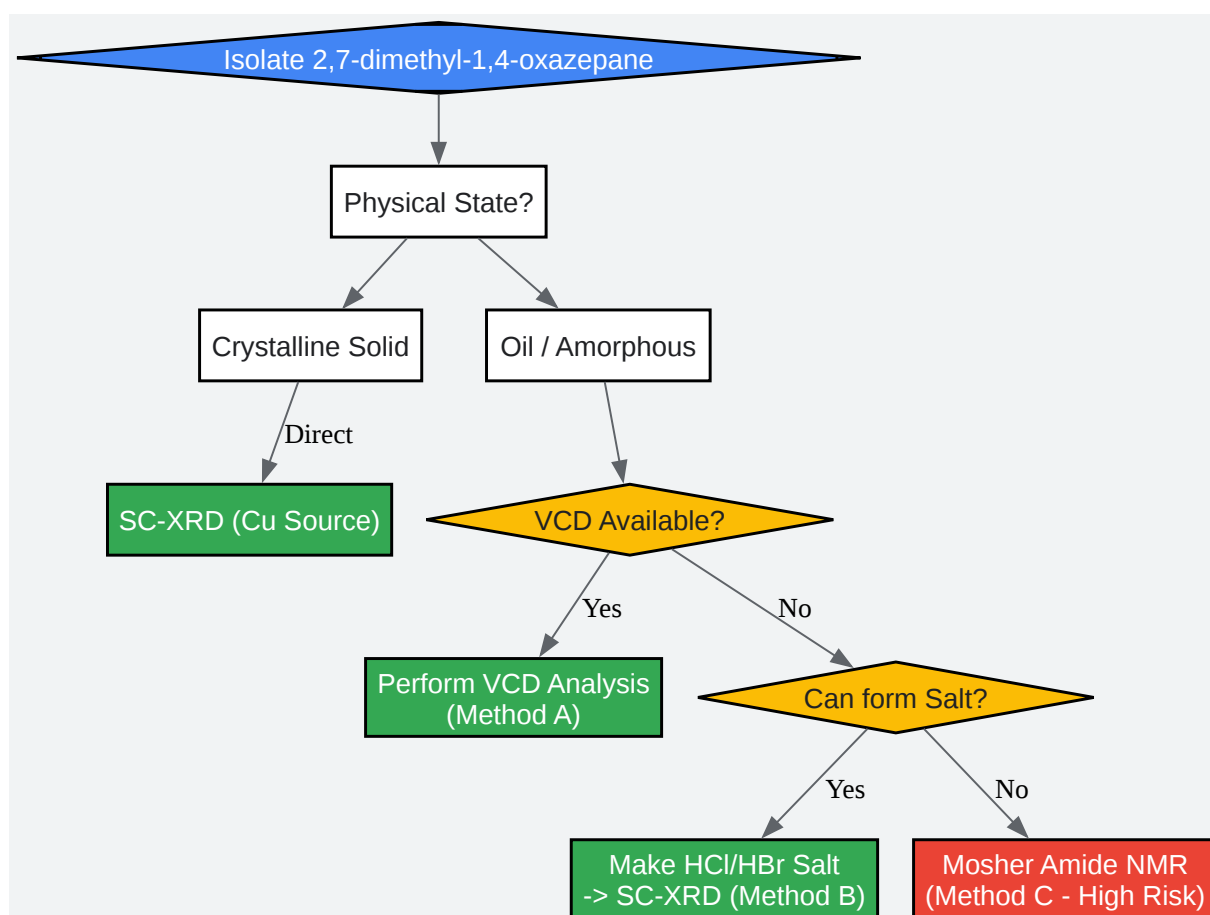 Isolate 2,7-dimethyl-1,4-oxazepane
Physical State?
Crystalline Solid
Oil / Amorphous
Direct
SC-XRD (Cu Source)
VCD Available?
Yes
No
Perform VCD Analysis
(Method A)
Can form Salt?
Yes
No
Make HCl/HBr Salt
-> SC-XRD (Method B)
Mosher Amide NMR
(Method C - High Risk)